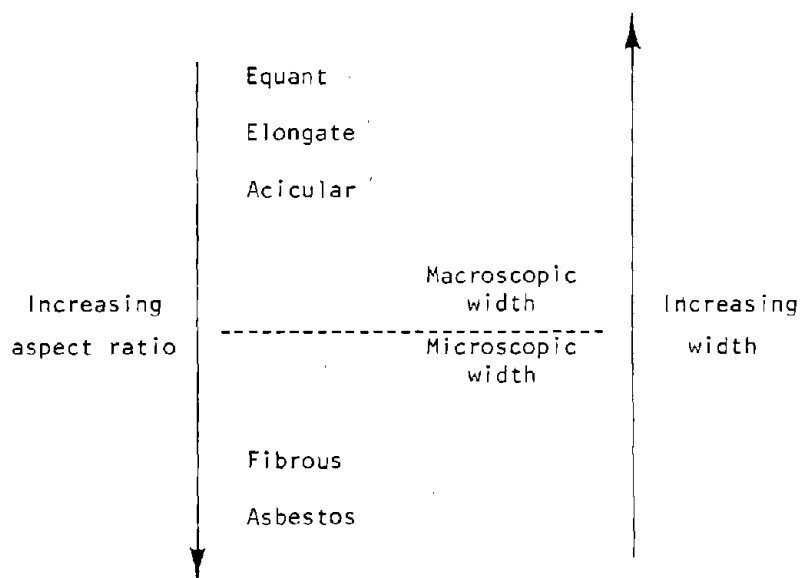 Equant
Elongate
Acicular
Macroscopic
width
Increasing
aspect ratio
Increasing
width
Microscopic
width
Fibrous
Asbestos